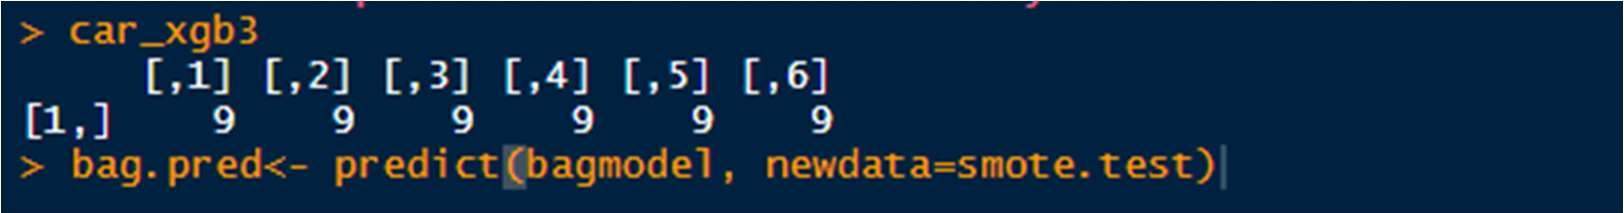 > car_xgb3
     [,1] [,2] [,3] [,4] [,5] [,6]
[1,]    9    9    9    9    9    9
> bag.pred<- predict(bagmodel, newdata=smote.test)